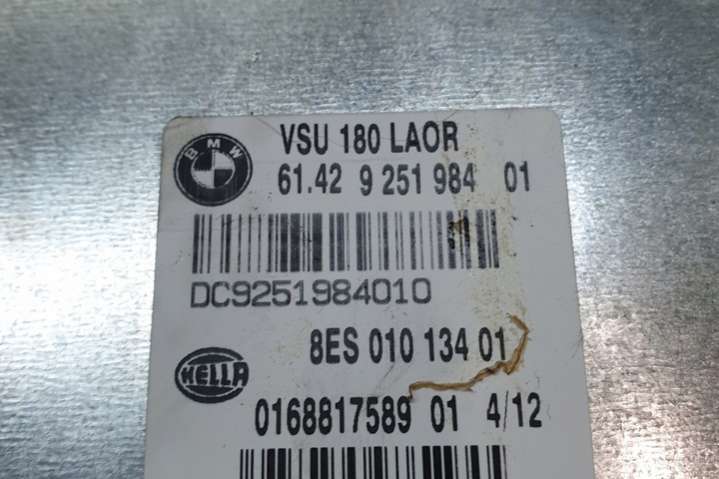 VSU 180 LAOR
BMW
61.42 9 251 984 01
DC9251984010
8ES 010 134 01
HELLA
0168817589 01 4/12